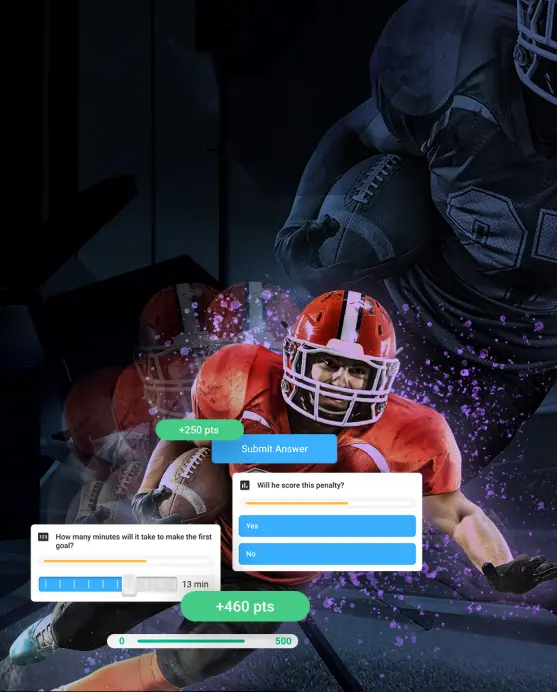 +250 pts
Submit Answer
Will he score this penalty?
Yes
No
123
How many minutes will it take to make the first
goal?
13 min
+460 pts
0
500